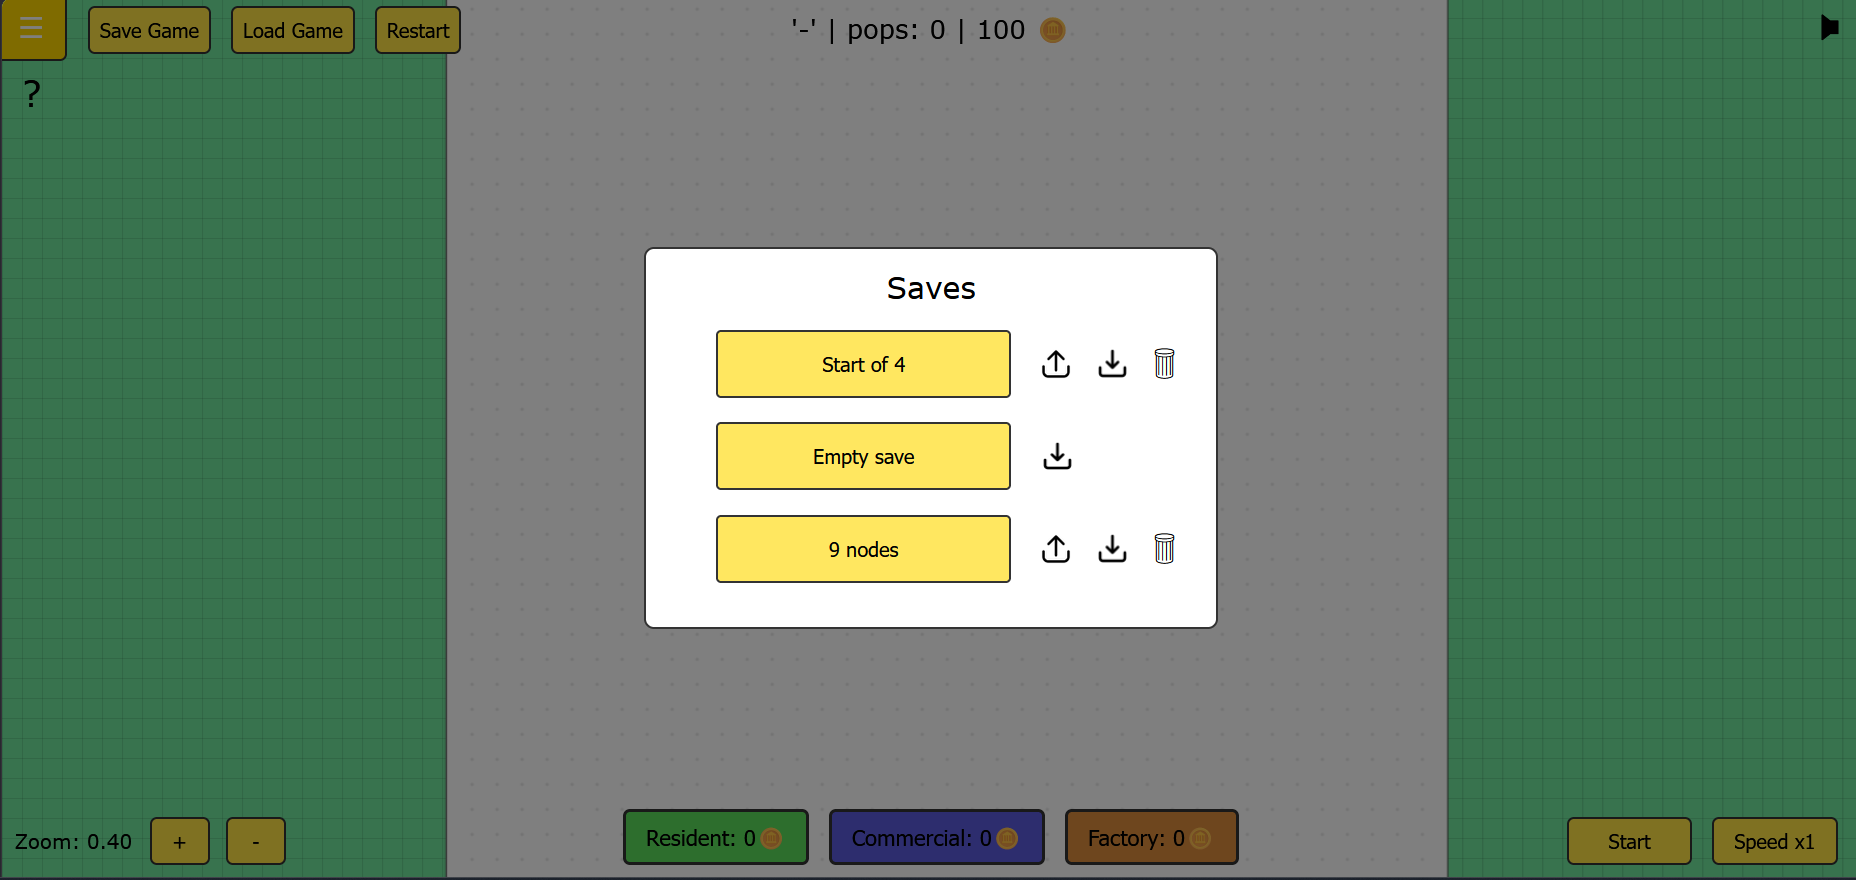 Save Game
Load Game
Restart
'-' | pops: 0 | 100
?
Saves
Start of 4
Empty save
9 nodes
Zoom: 0.40
+
-
Resident: 0
Commercial: 0
Factory: 0
Start
Speed x1